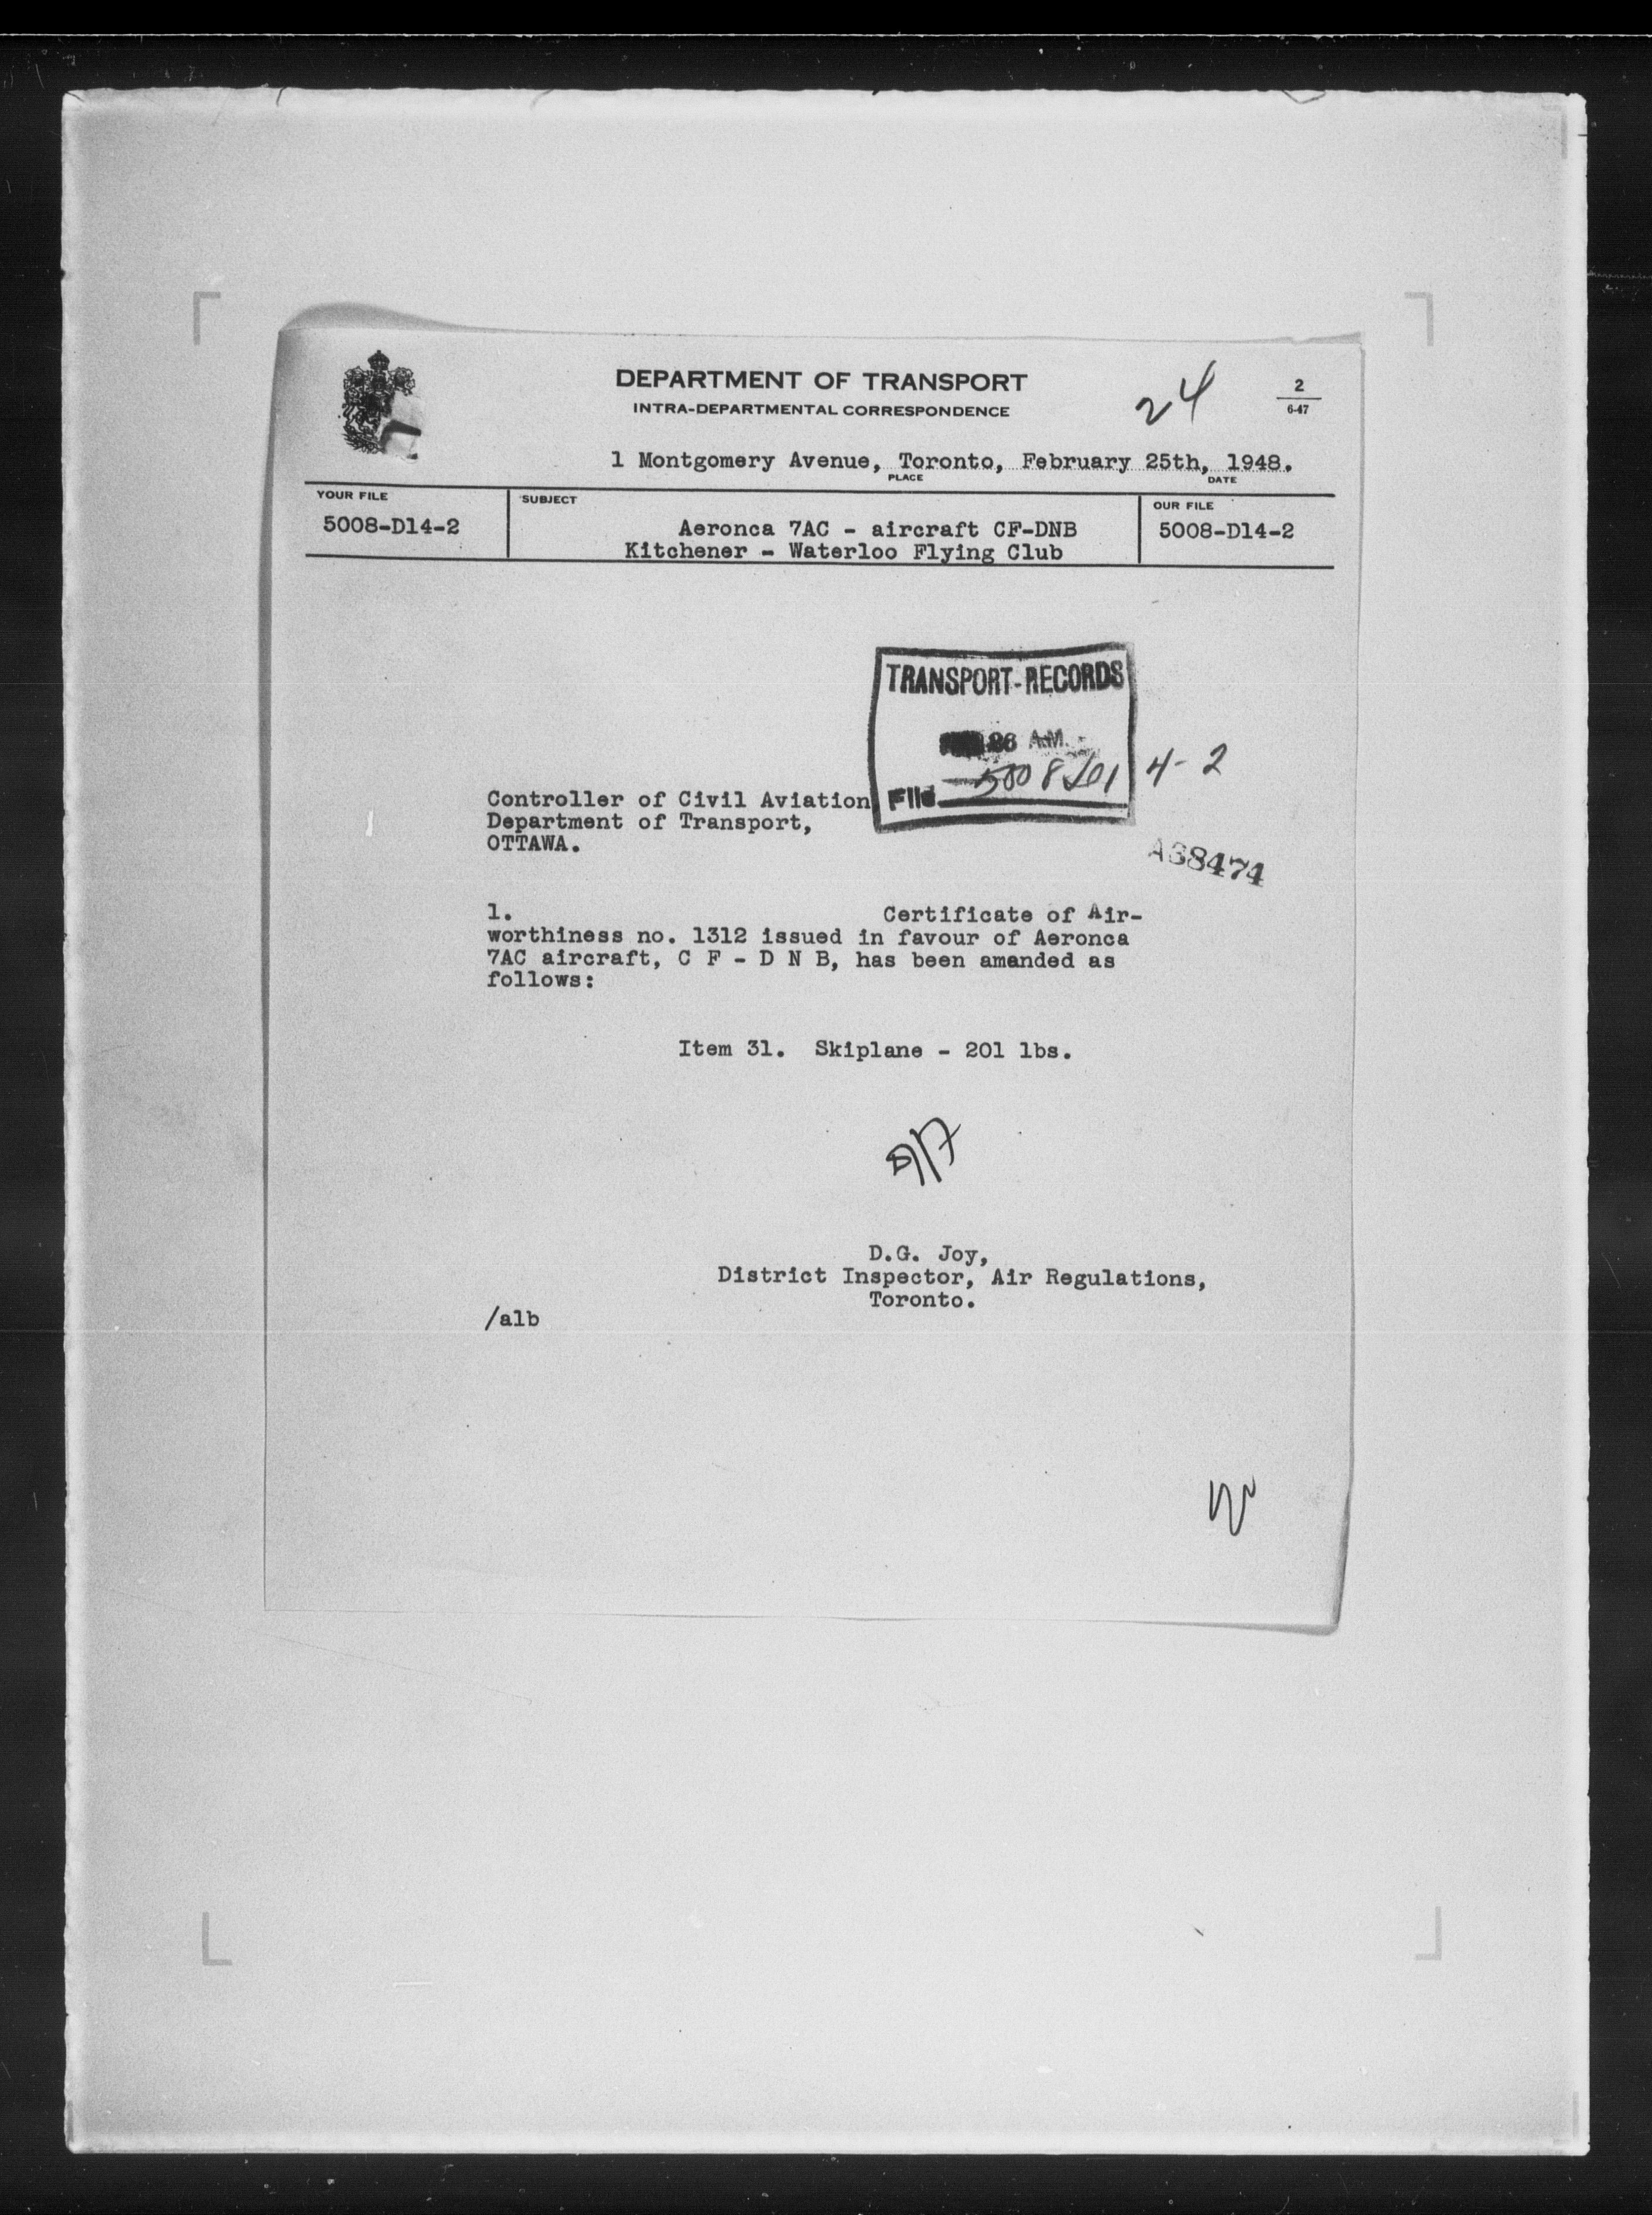 DEPARTMENT OF TRANSPORT
INTRA-DEPARTMENTAL CORRESPONDENCE
24
2
6-47
1 Montgomery Avenue, Toronto, February 25th, 1948.
PLACE
DATE
YOUR FILE
5008-D14-2
SUBJECT
Aeronca 7AC - aircraft CF-DNB
Kitchener - Waterloo Flying Club
OUR FILE
5008-D14-2
TRANSPORT-RECORDS
26 A.M.
File 5008 D14-2
A38474
Controller of Civil Aviation
Department of Transport,
OTTAWA.
1. Certificate of Air-
worthiness no. 1312 issued in favour of Aeronca
7AC aircraft, C F - D N B, has been amended as
follows:
Item 31. Skiplane - 201 lbs.
D.G. Joy,
District Inspector, Air Regulations,
Toronto.
/alb